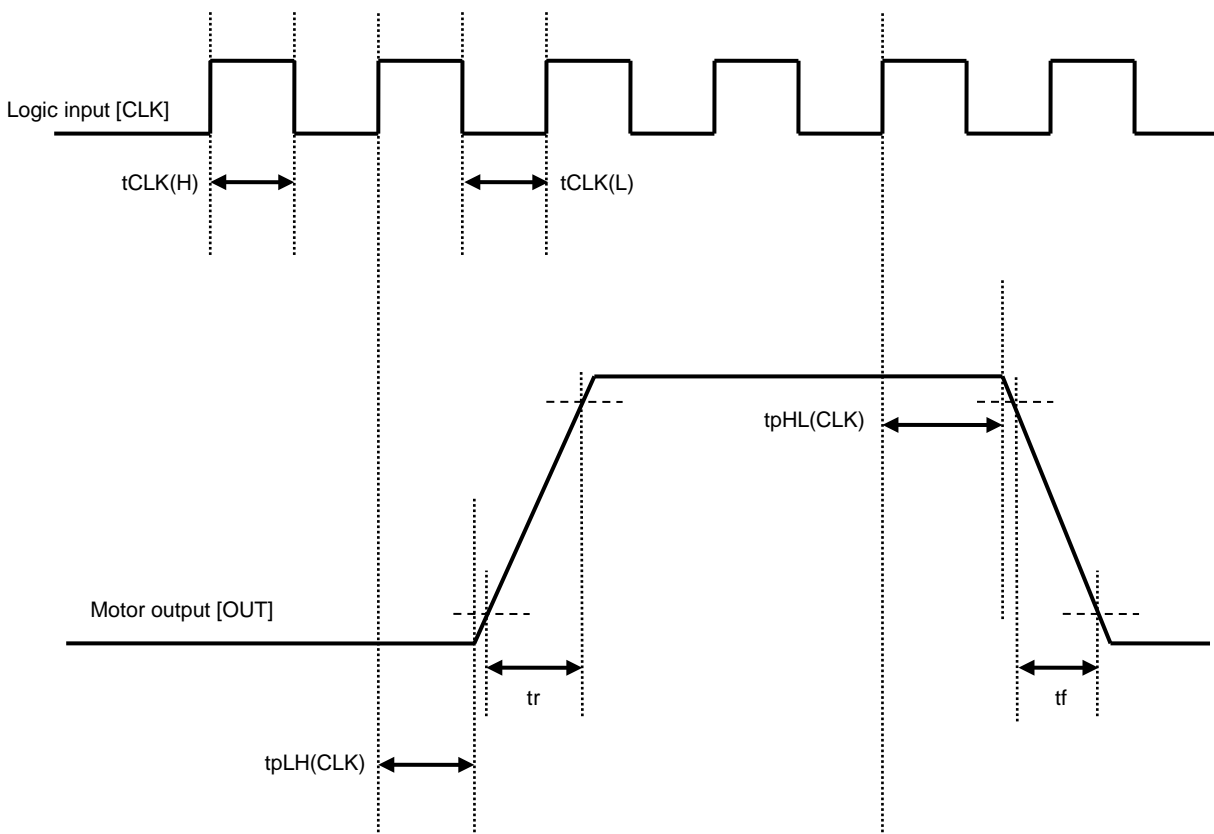 Logic input [CLK]
tCLK(H)
tCLK(L)
tpHL(CLK)
Motor output [OUT]
tr
tf
tpLH(CLK)